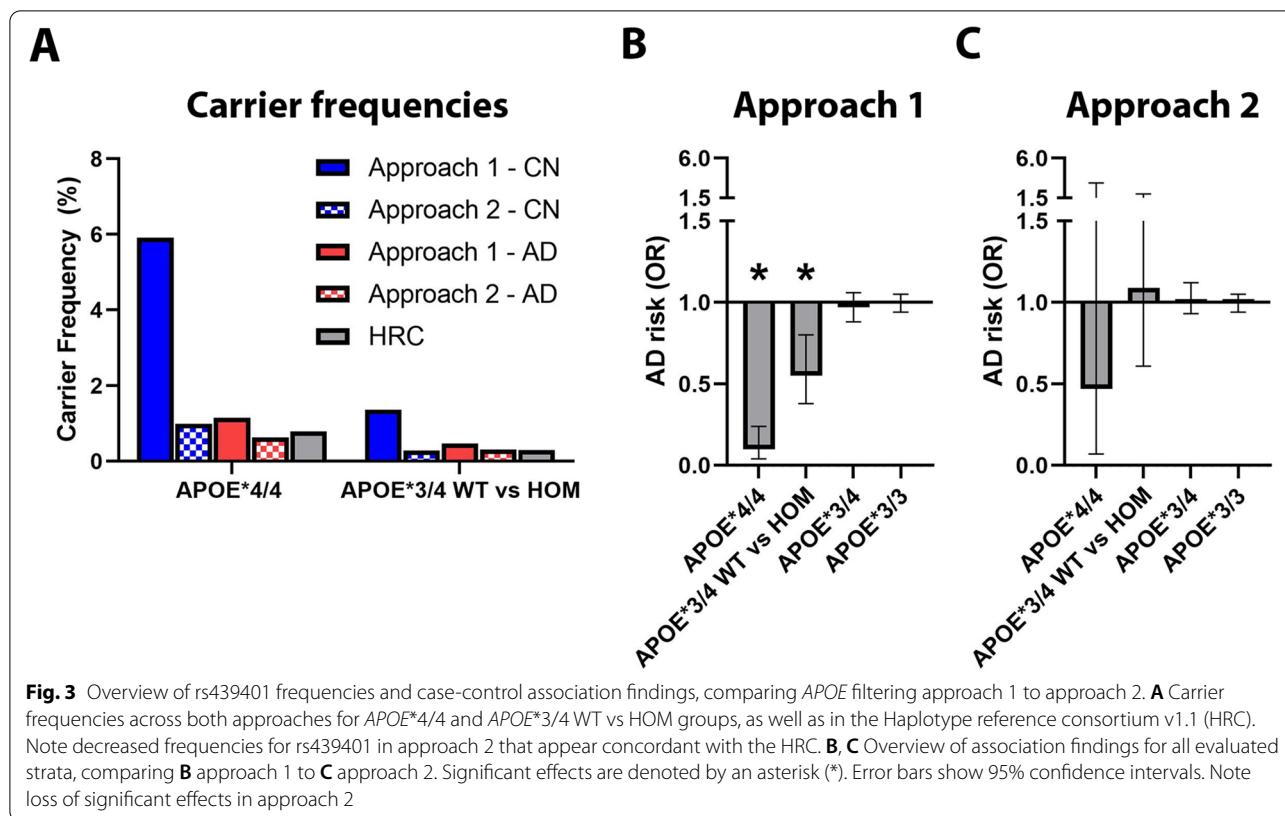 A
Carrier frequencies
Carrier Frequency (%)
8
6
4
2
0
Approach 1 - CN
Approach 2 - CN
Approach 1 - AD
Approach 2 - AD
HRC
APOE*4/4
APOE*3/4 WT vs HOM
B
Approach 1
AD risk (OR)
6.0
1.5
1.5
1.0
0.5
0.0
*
*
APOE*4/4
APOE*3/4 WT vs HOM
APOE*3/4
APOE*3/3
C
Approach 2
AD risk (OR)
6.0
1.5
1.5
1.0
0.5
0.0
APOE*4/4
APOE*3/4 WT vs HOM
APOE*3/4
APOE*3/3
Fig. 3 Overview of rs439401 frequencies and case-control association findings, comparing APOE filtering approach 1 to approach 2. A Carrier
frequencies across both approaches for APOE*4/4 and APOE*3/4 WT vs HOM groups, as well as in the Haplotype reference consortium v1.1 (HRC).
Note decreased frequencies for rs439401 in approach 2 that appear concordant with the HRC. B, C Overview of association findings for all evaluated
strata, comparing B approach 1 to C approach 2. Significant effects are denoted by an asterisk (*). Error bars show 95% confidence intervals. Note
loss of significant effects in approach 2